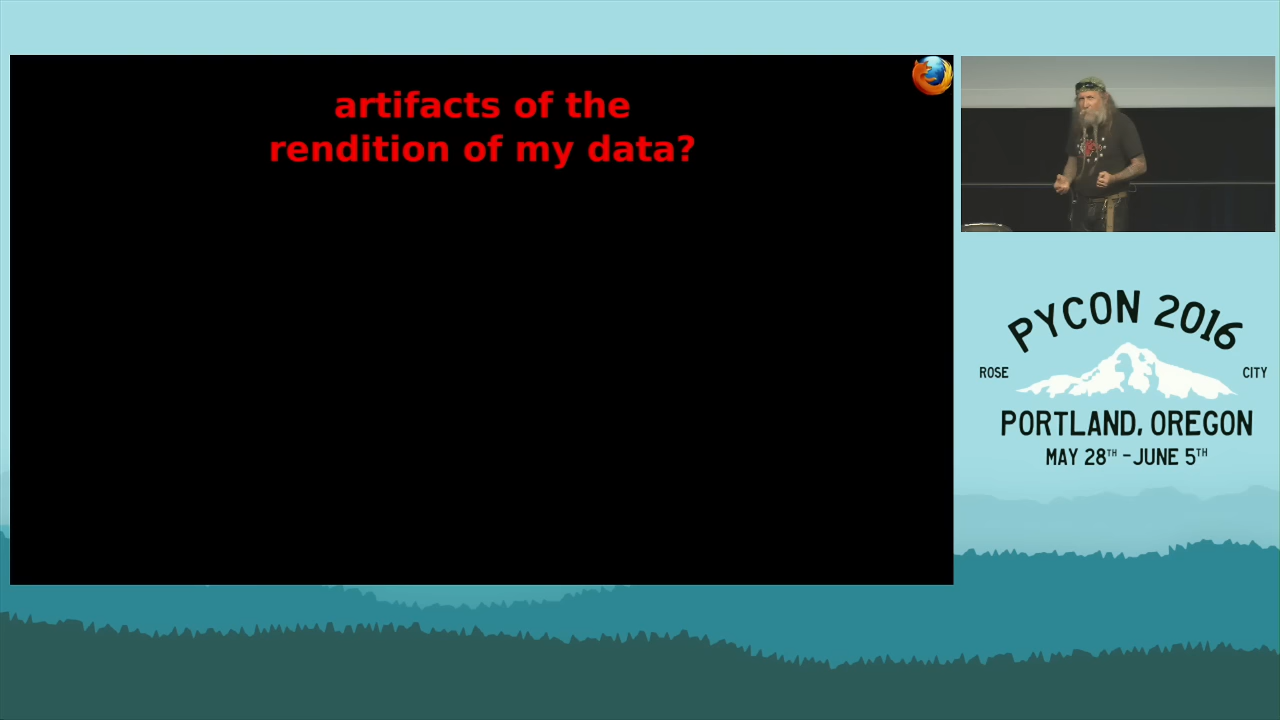 artifacts of the
rendition of my data?
PYCON 2016
ROSE CITY
PORTLAND, OREGON
MAY 28TH - JUNE 5TH